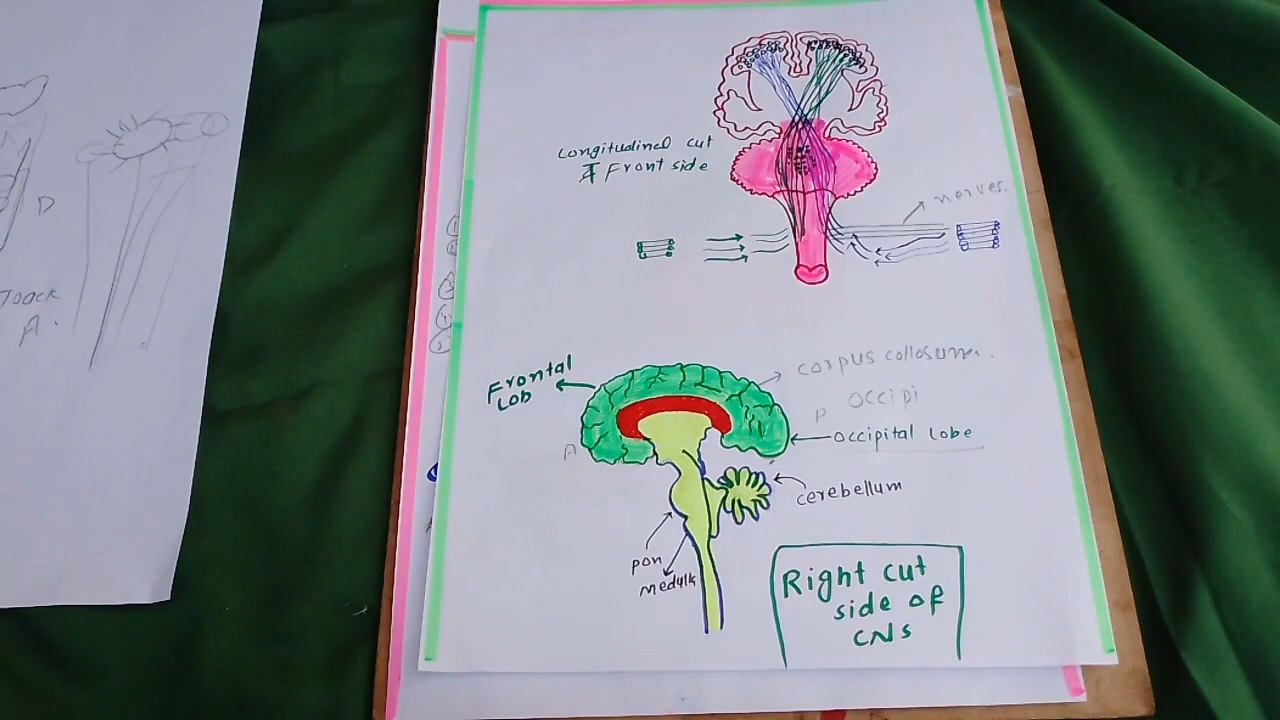 Longitudinal cut
Front side
nerves.
Frontal
Lob
corpus collosum.
P
Occipi
A
occipital lobe
cerebellum
pon
medulla
Right cut
side of
CNS
D
A.